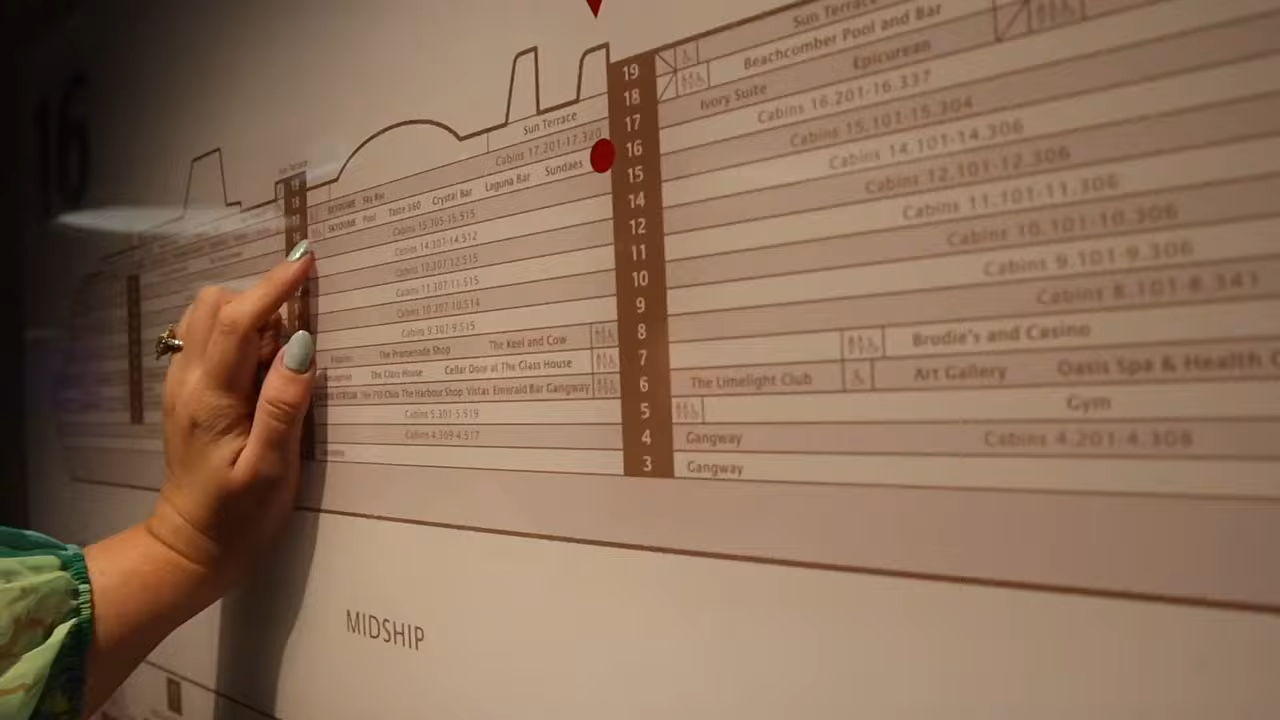 16
Sun Terrace
Beachcomber Pool and Bar
Epicurean
Ivory Suite
Cabins 16.201-16.337
Cabins 15.101-15.304
Cabins 14.101-14.306
Cabins 12.101-12.306
Cabins 11.101-11.306
Cabins 10.101-10.306
Cabins 9.101-9.306
Cabins 8.101-8.341
Brodie's and Casino
The Limelight Club
Art Gallery
Oasis Spa & Health
Gym
Gangway
Cabins 4.201-4.308
Gangway
19
18
17
16
15
14
12
11
10
9
8
7
6
5
4
3
Sun Terrace
Cabins 17.201-17.320
SKYDOME Sky Bar
SKYDOME Pool Taste 360 Crystal Bar Laguna Bar Sundaes
Cabins 15.305-15.515
Cabins 14.307-14.512
Cabins 12.307-12.515
Cabins 11.307-11.515
Cabins 10.307-10.514
Cabins 9.307-9.515
The Promenade Shop The Keel and Cow
The Glass House Cellar Door at The Glass House
The Harbour Shop Vistas Emerald Bar Gangway
Cabins 5.301-5.519
Cabins 4.309-4.517
Sun Terrace
19
18
17
MIDSHIP